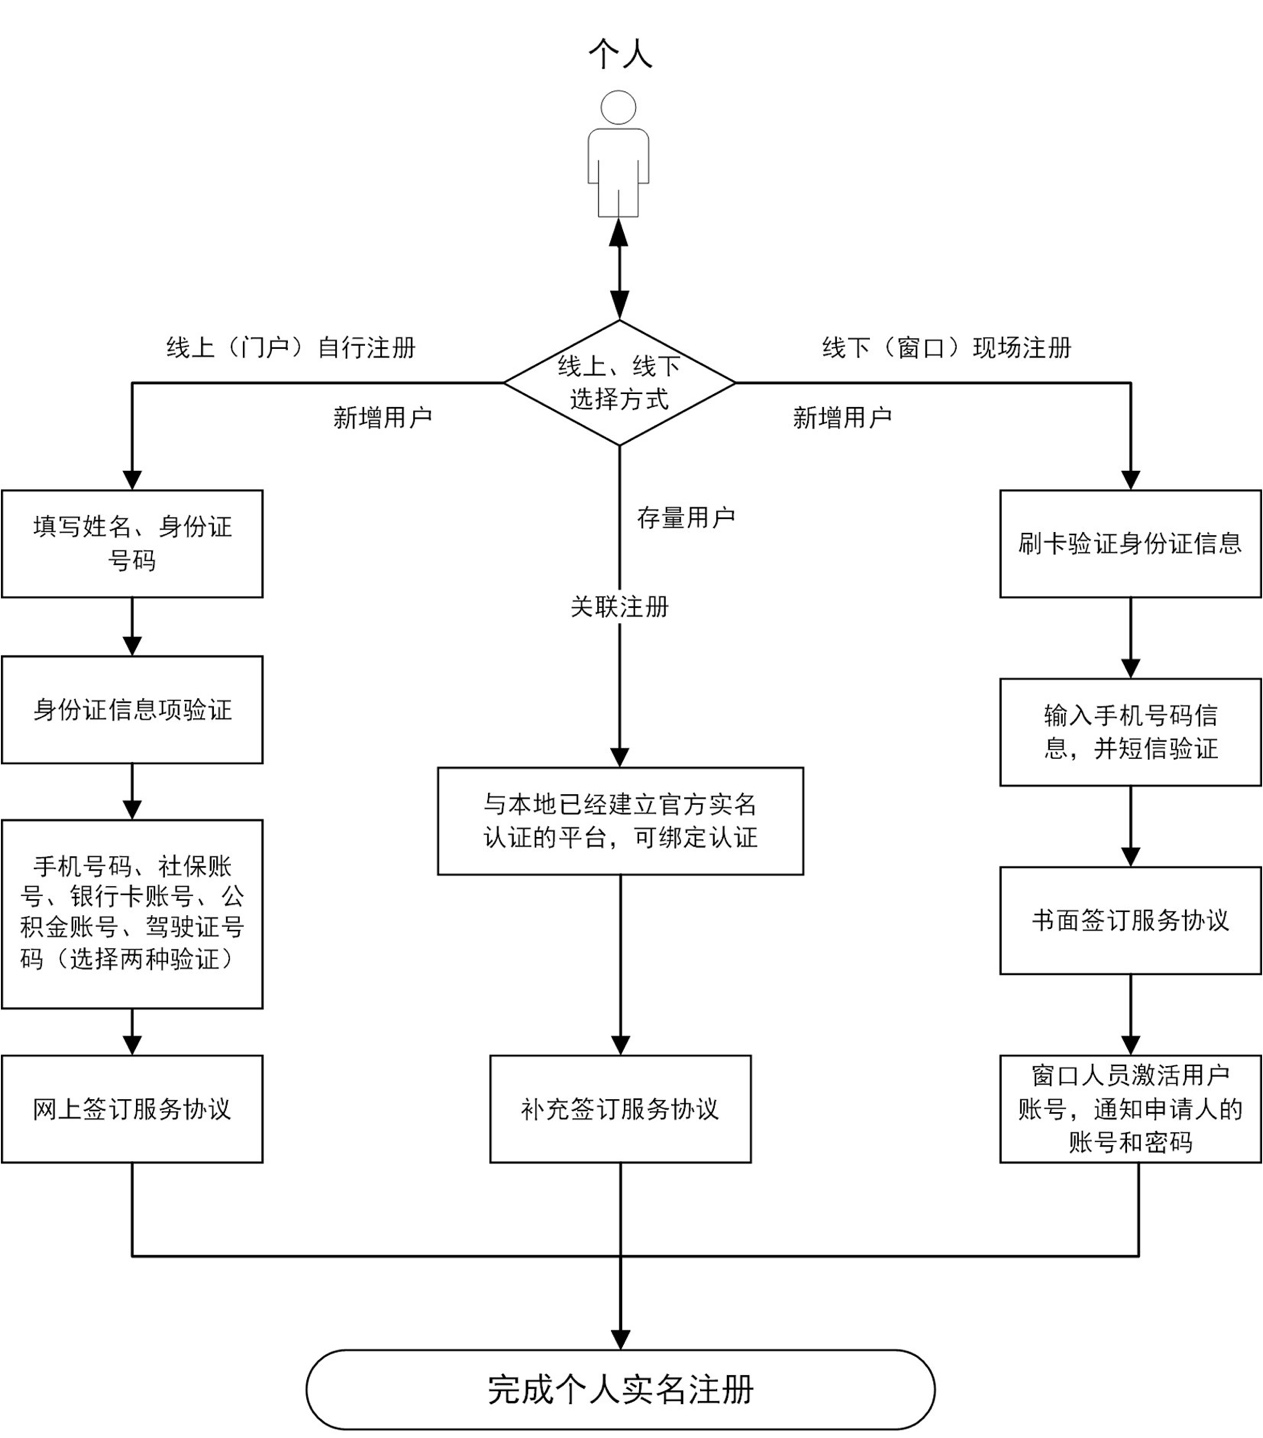 个人
线上（门户）自行注册
线下（窗口）现场注册
线上、线下
选择方式
新增用户
新增用户
存量用户
关联注册
填写姓名、身份证
号码
身份证信息项验证
手机号码、社保账
号、银行卡账号、公
积金账号、驾驶证号
码（选择两种验证）
网上签订服务协议
与本地已经建立官方实名
认证的平台，可绑定认证
补充签订服务协议
刷卡验证身份证信息
输入手机号码信
息，并短信验证
书面签订服务协议
窗口人员激活用户
账号，通知申请人的
账号和密码
完成个人实名注册